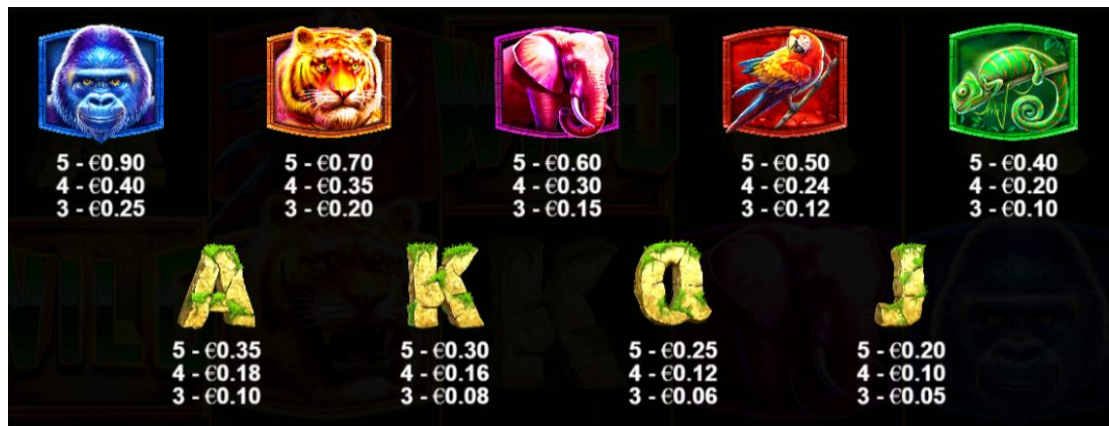 5 - €0.90 5 - €0.70 5 - €0.60 5 - €0.50 5 - €0.40
4 - €0.40 4 - €0.35 4 - €0.30 4 - €0.24 4 - €0.20
3 - €0.25 3 - €0.20 3 - €0.15 3 - €0.12 3 - €0.10
A K Q J
5 - €0.35 5 - €0.30 5 - €0.25 5 - €0.20
4 - €0.18 4 - €0.16 4 - €0.12 4 - €0.10
3 - €0.10 3 - €0.08 3 - €0.06 3 - €0.05
WILD
WILD
K